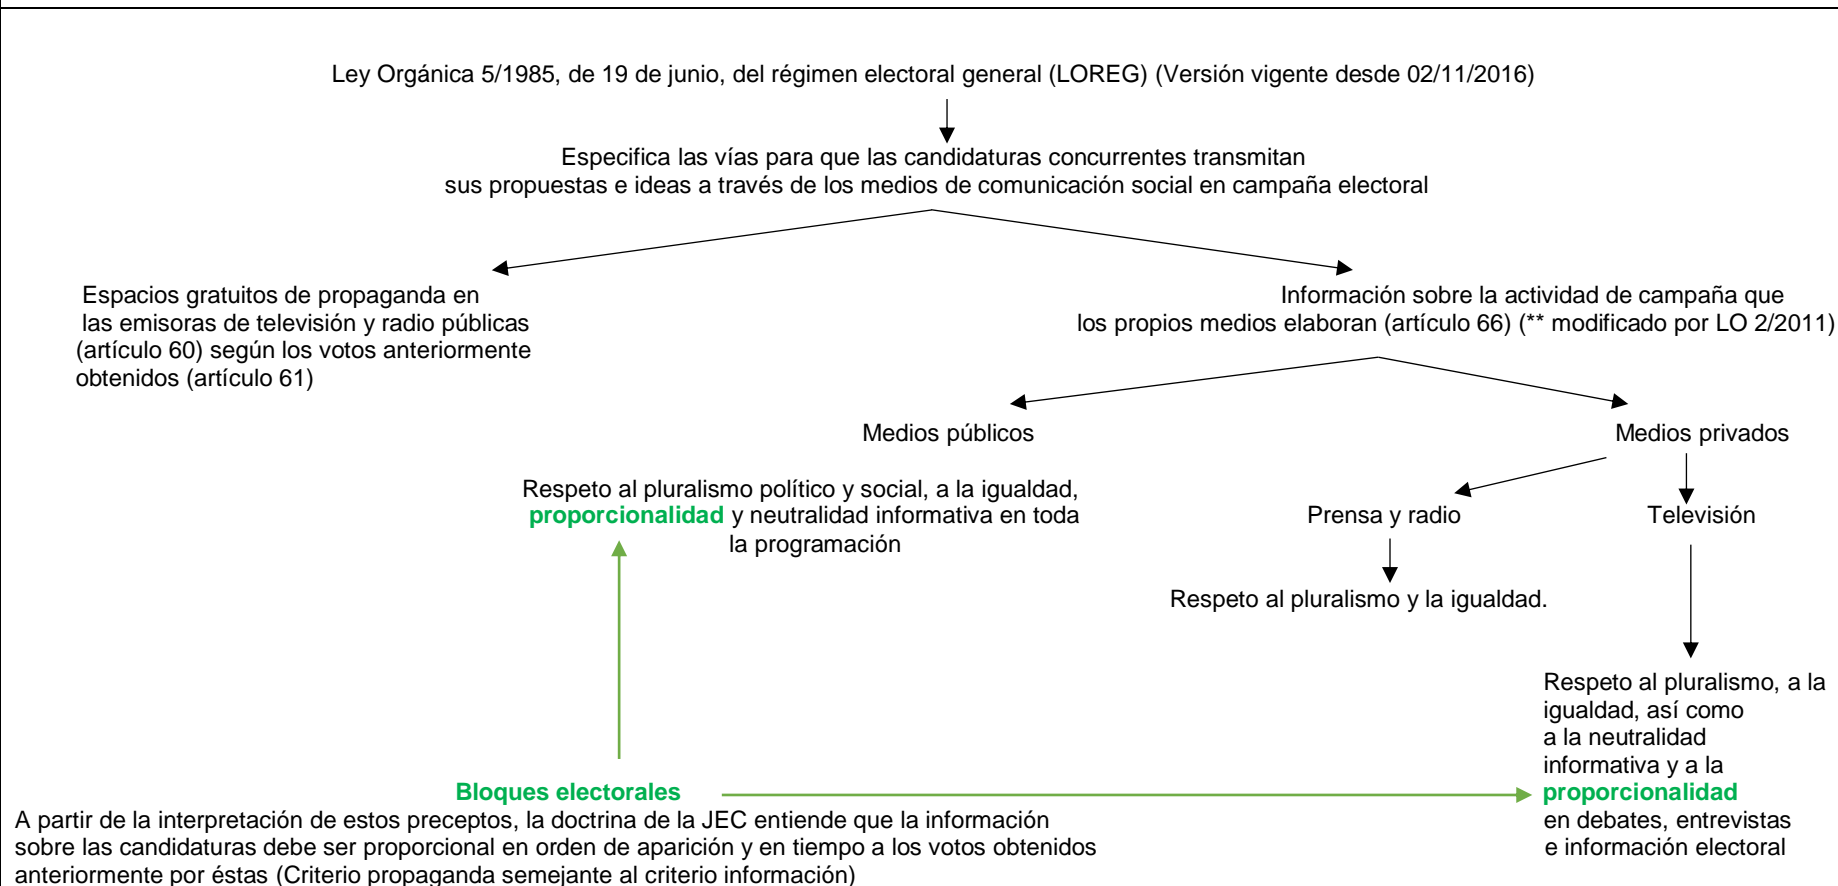 Ley Orgánica 5/1985, de 19 de junio, del régimen electoral general (LOREG) (Versión vigente desde 02/11/2016)
Especifica las vías para que las candidaturas concurrentes transmitan
sus propuestas e ideas a través de los medios de comunicación social en campaña electoral
Espacios gratuitos de propaganda en
las emisoras de televisión y radio públicas
(artículo 60) según los votos anteriormente
obtenidos (artículo 61)
Información sobre la actividad de campaña que
los propios medios elaboran (artículo 66) (** modificado por LO 2/2011)
Medios públicos
Medios privados
Respeto al pluralismo político y social, a la igualdad,
proporcionalidad y neutralidad informativa en toda
la programación
Prensa y radio
Televisión
Respeto al pluralismo y la igualdad.
Respeto al pluralismo, a la
igualdad, así como
a la neutralidad
informativa y a la
proporcionalidad
en debates, entrevistas
e información electoral
Bloques electorales
A partir de la interpretación de estos preceptos, la doctrina de la JEC entiende que la información
sobre las candidaturas debe ser proporcional en orden de aparición y en tiempo a los votos obtenidos
anteriormente por éstas (Criterio propaganda semejante al criterio información)